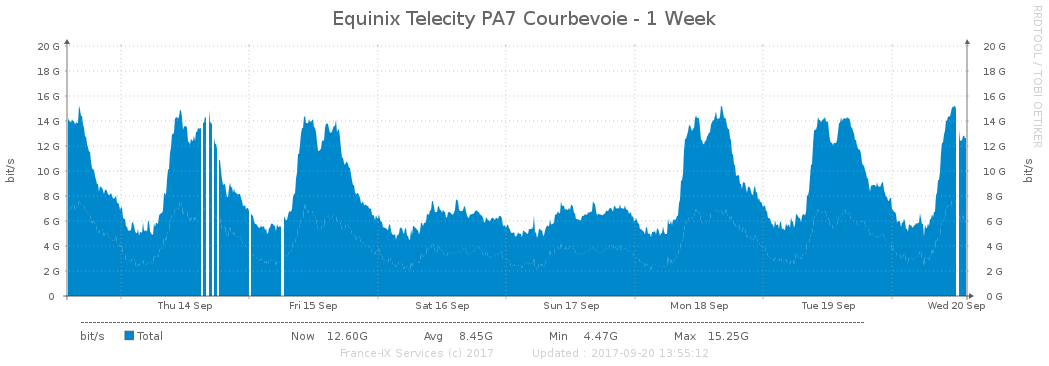 Equinix Telecity PA7 Courbevoie - 1 Week
RRDTOOL / TOBI OETIKER
bit/s
20 G 20 G
18 G 18 G
16 G 16 G
14 G 14 G
12 G 12 G
10 G 10 G
8 G 8 G
6 G 6 G
4 G 4 G
2 G 2 G
0 0 G
bit/s
Thu 14 Sep Fri 15 Sep Sat 16 Sep Sun 17 Sep Mon 18 Sep Tue 19 Sep Wed 20 Sep
bit/s Total Now 12.60G Avg 8.45G Min 4.47G Max 15.25G
France-IX Services (c) 2017 Updated : 2017-09-20 13:55:12